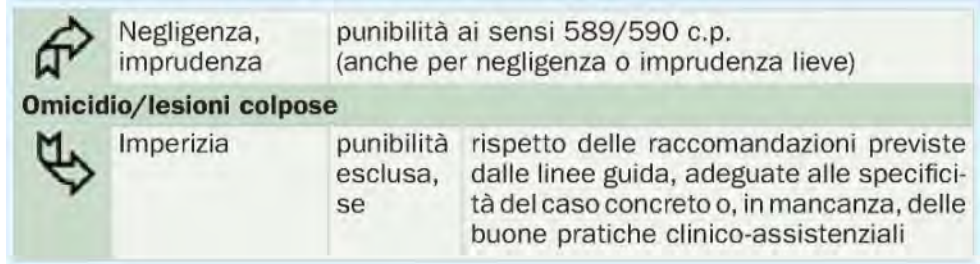 Negligenza, punibilità ai sensi 589/590 c.p.
imprudenza (anche per negligenza o imprudenza lieve)
Omicidio/lesioni colpose
Imperizia punibilità rispetto delle raccomandazioni previste
esclusa, dalle linee guida, adeguate alle specifici-
se tà del caso concreto o, in mancanza, delle
buone pratiche clinico-assistenziali